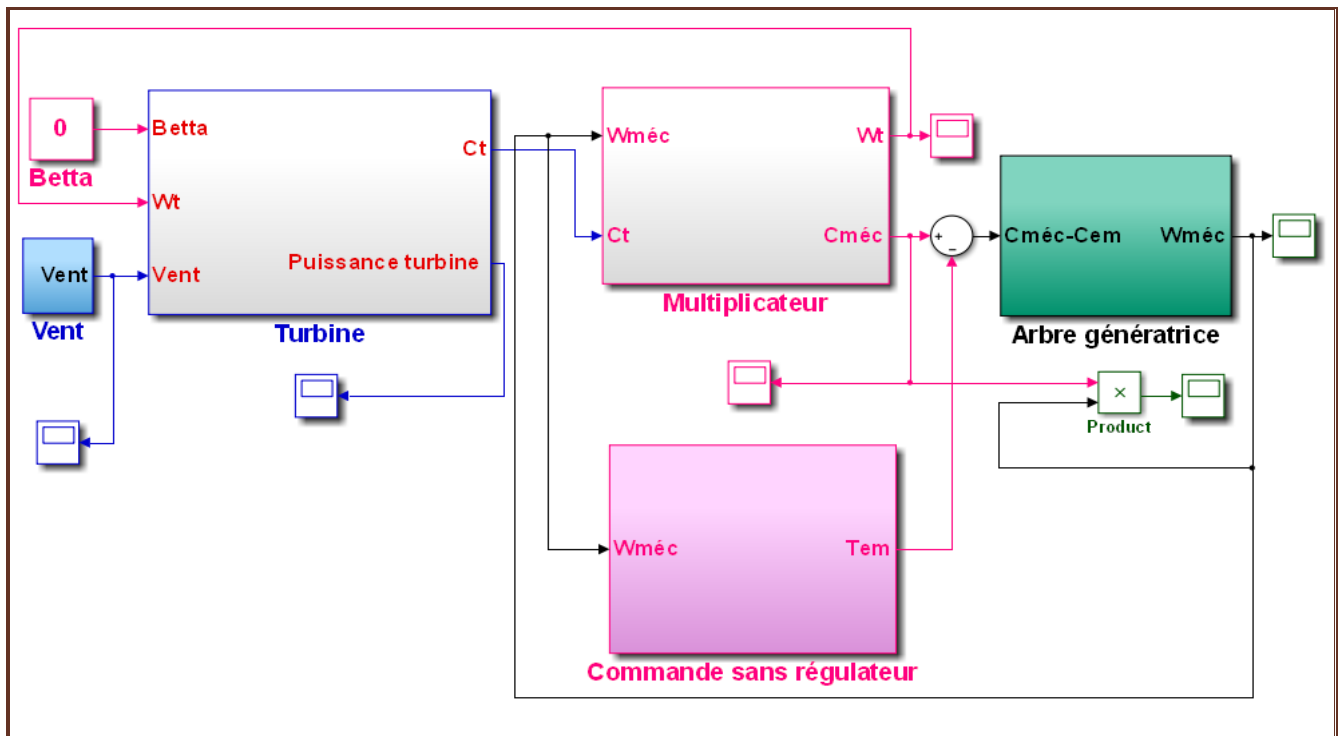 0
Betta
Vent
Vent
Betta
Wt
Vent
Ct
Puissance turbine
Turbine
Wméc
Ct
Wt
Cméc
Multiplicateur
+
-
Cméc-Cem
Wméc
Arbre génératrice
×
Product
Wméc
Tem
Commande sans régulateur